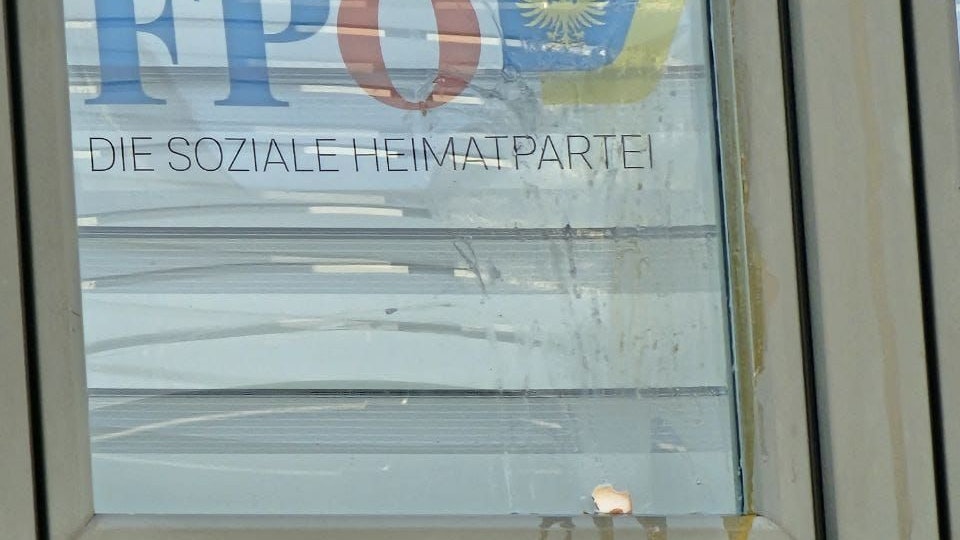 FPÖ
DIE SOZIALE HEIMATPARTEI